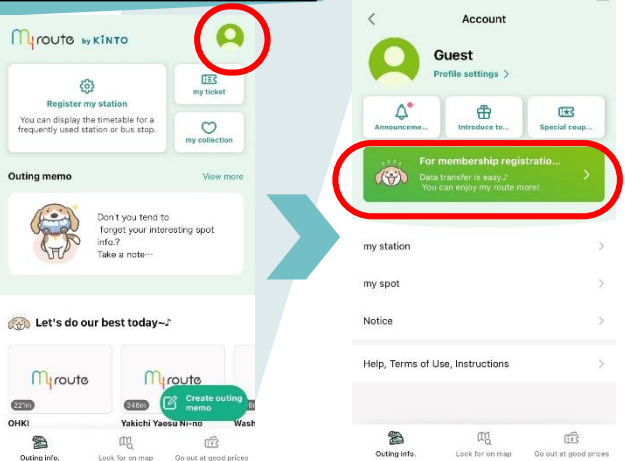 my route by KINTO
Register my station
You can display the timetable for a
frequently used station or bus stop.
my ticket
my collection
Outing memo
View more
Don't you tend to
forget your interesting spot
info.?
Take a note…
Let's do our best today~♪
my route
my route
221m
348m
Create outing
memo
OHKI
Yakichi Yaesu Ni-no
Wash
Outing info.
Look for on map
Go out at good prices
Account
Guest
Profile settings >
Announceme...
Introduce to...
Special coup...
For membership registratio...
Data transfer is easy.♪
You can enjoy my route more!
my station
my spot
Notice
Help, Terms of Use, Instructions
Outing info.
Look for on map
Go out at good prices